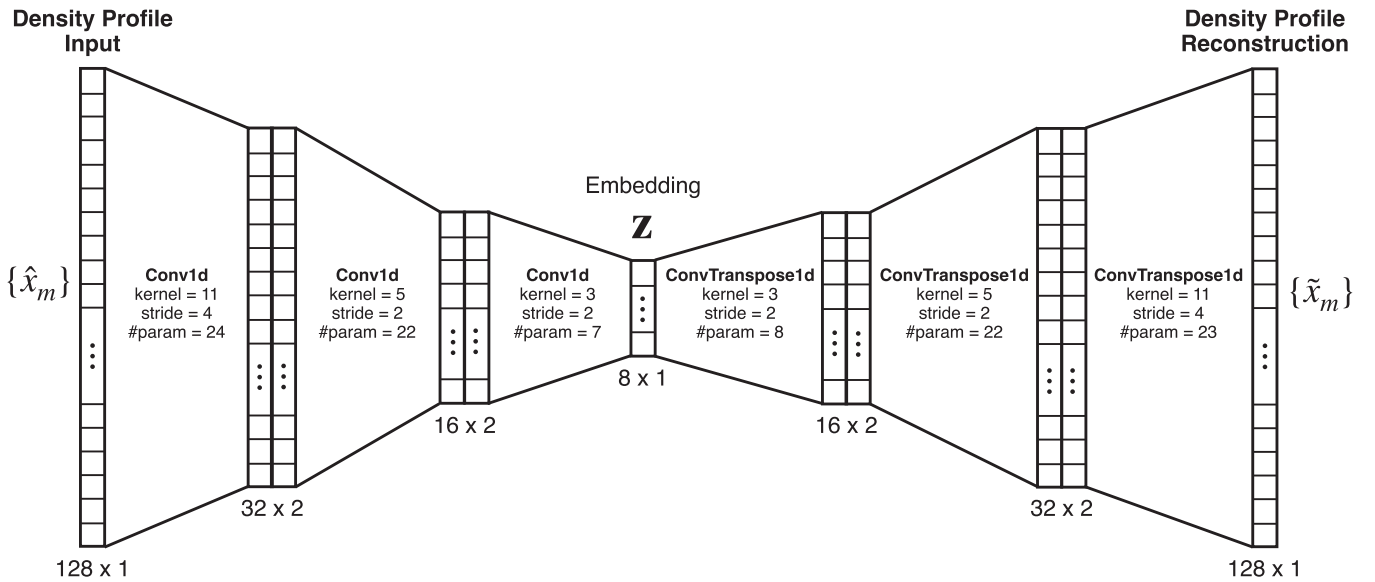 Density Profile
Input
{x̂ₘ}
128 x 1
Conv1d
kernel = 11
stride = 4
#param = 24
32 x 2
Conv1d
kernel = 5
stride = 2
#param = 22
16 x 2
Conv1d
kernel = 3
stride = 2
#param = 7
Embedding
z
8 x 1
ConvTranspose1d
kernel = 3
stride = 2
#param = 8
16 x 2
ConvTranspose1d
kernel = 5
stride = 2
#param = 22
32 x 2
ConvTranspose1d
kernel = 11
stride = 4
#param = 23
Density Profile
Reconstruction
{x̃ₘ}
128 x 1